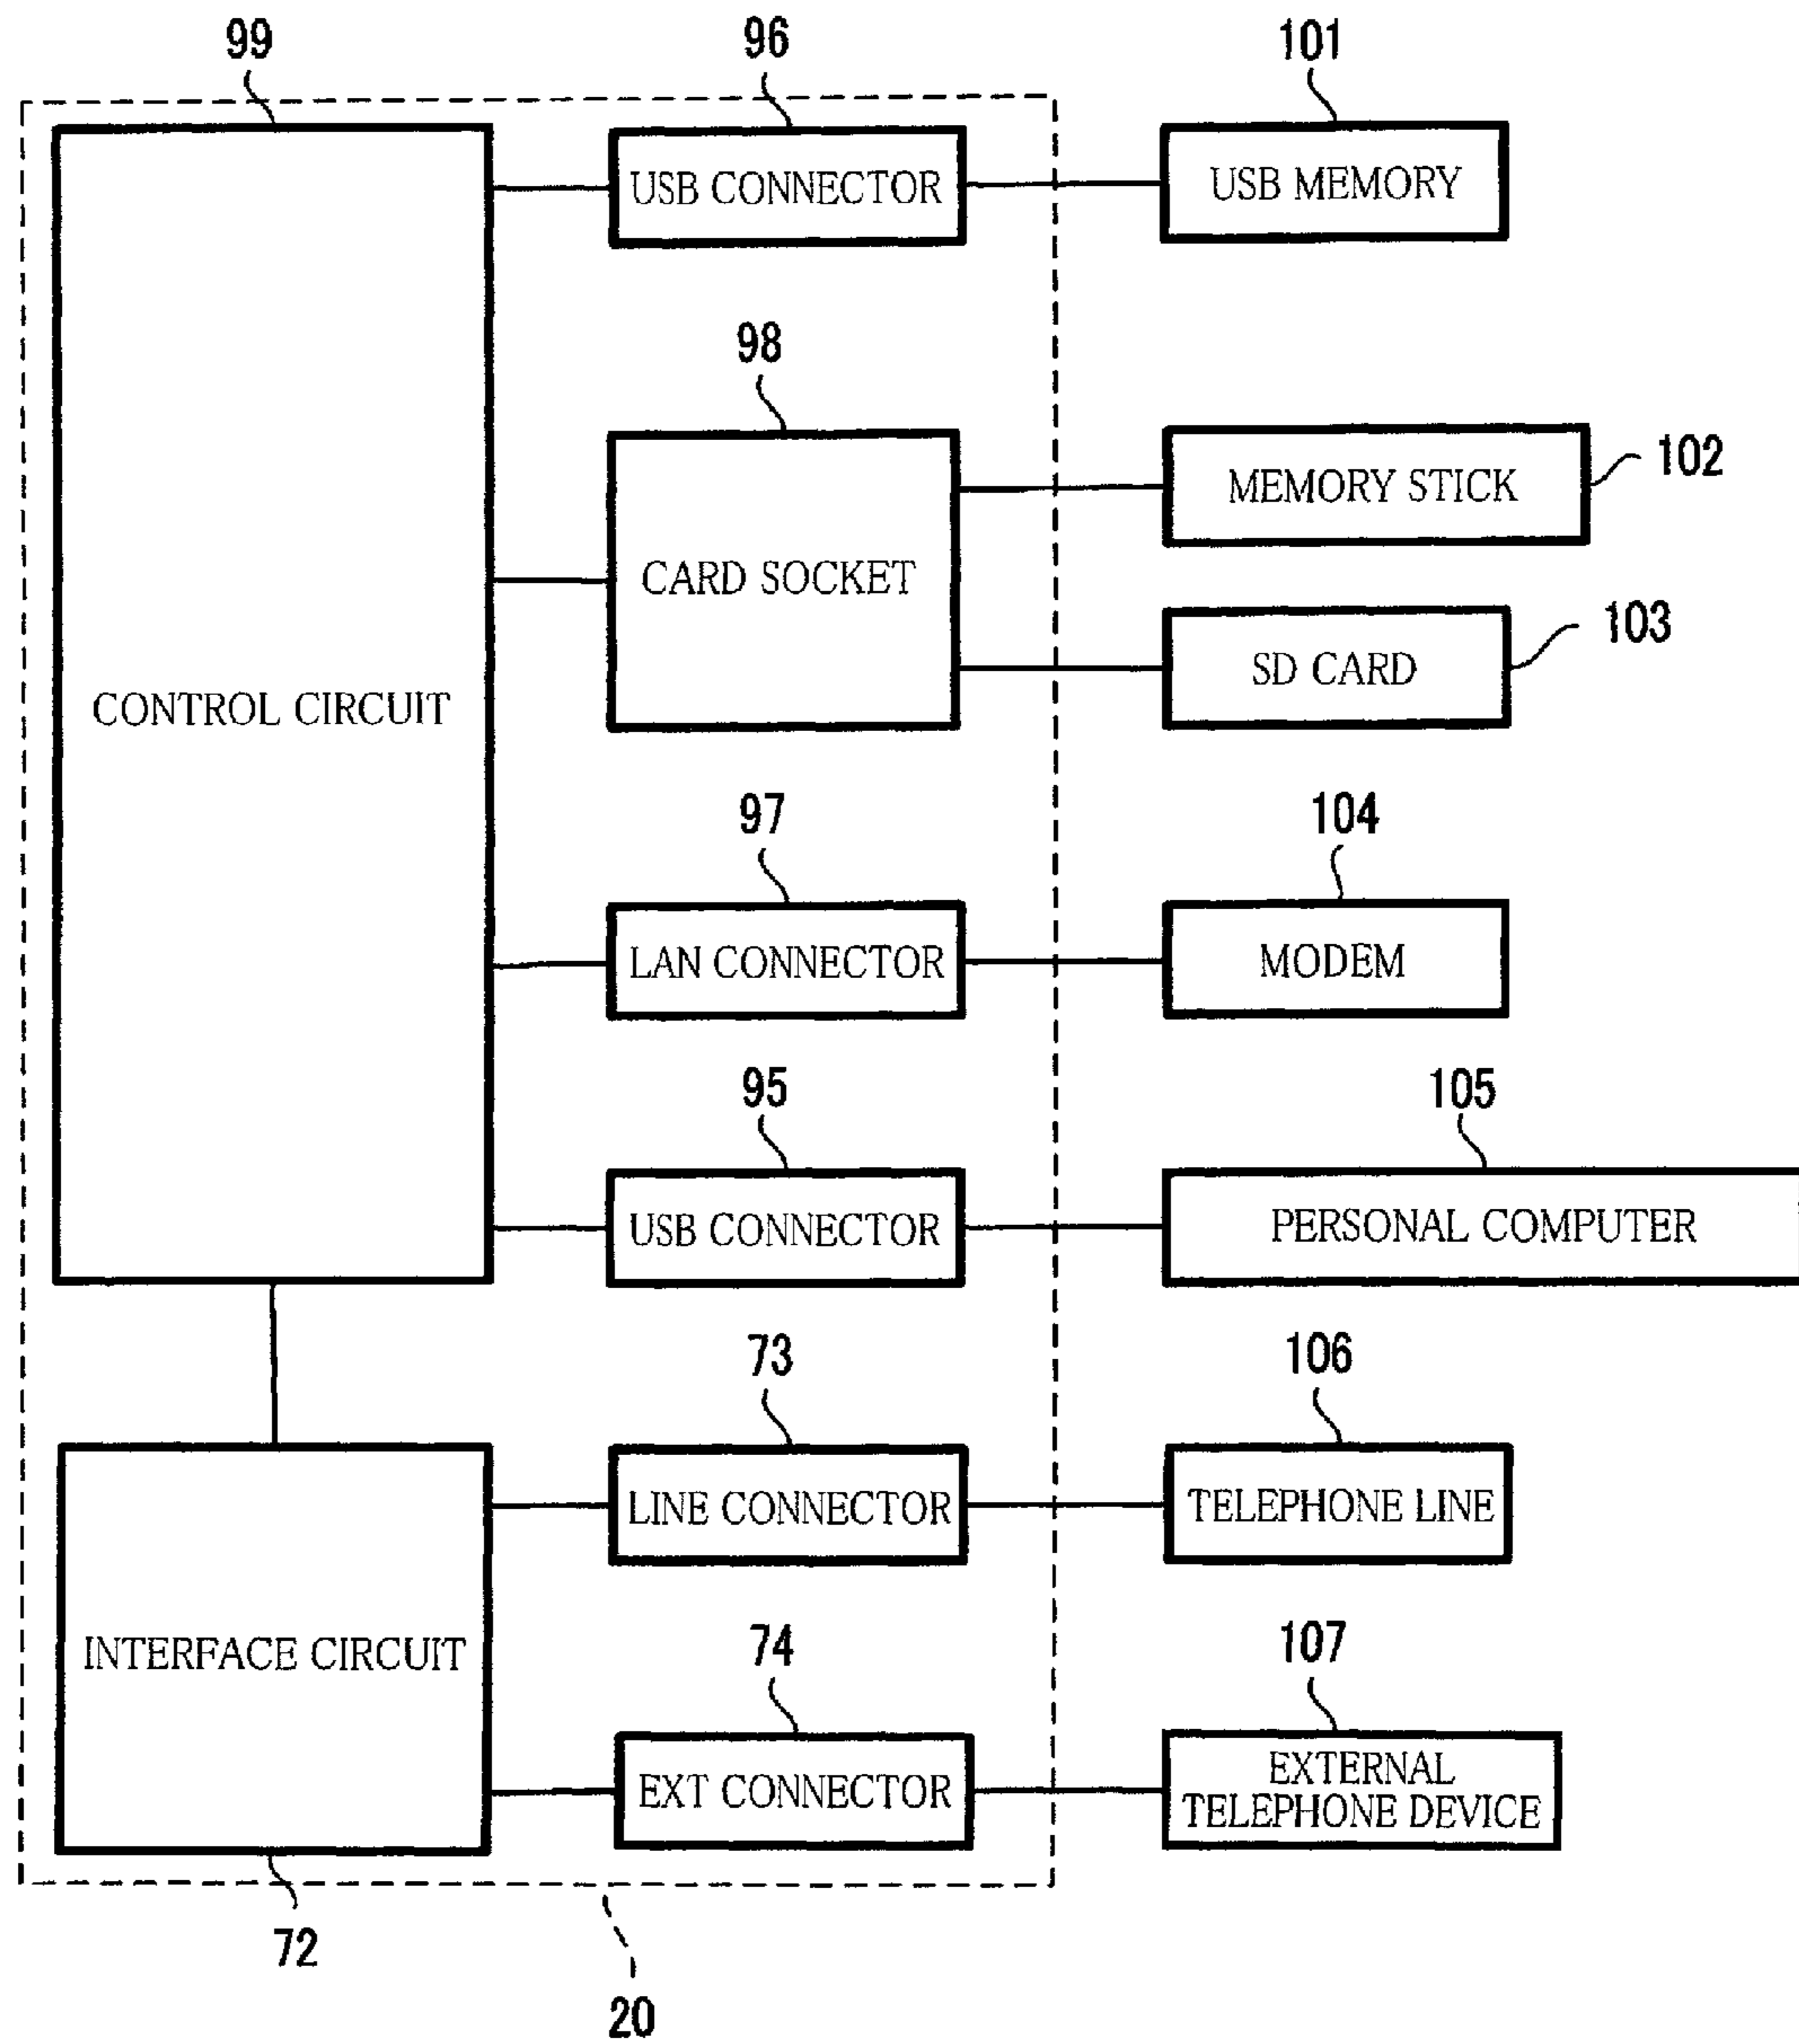 99
96
101
USB CONNECTOR
USB MEMORY
98
MEMORY STICK
102
CARD SOCKET
103
SD CARD
CONTROL CIRCUIT
97
104
LAN CONNECTOR
MODEM
95
105
USB CONNECTOR
PERSONAL COMPUTER
73
106
LINE CONNECTOR
TELEPHONE LINE
INTERFACE CIRCUIT
74
107
EXT CONNECTOR
EXTERNAL
TELEPHONE DEVICE
72
20